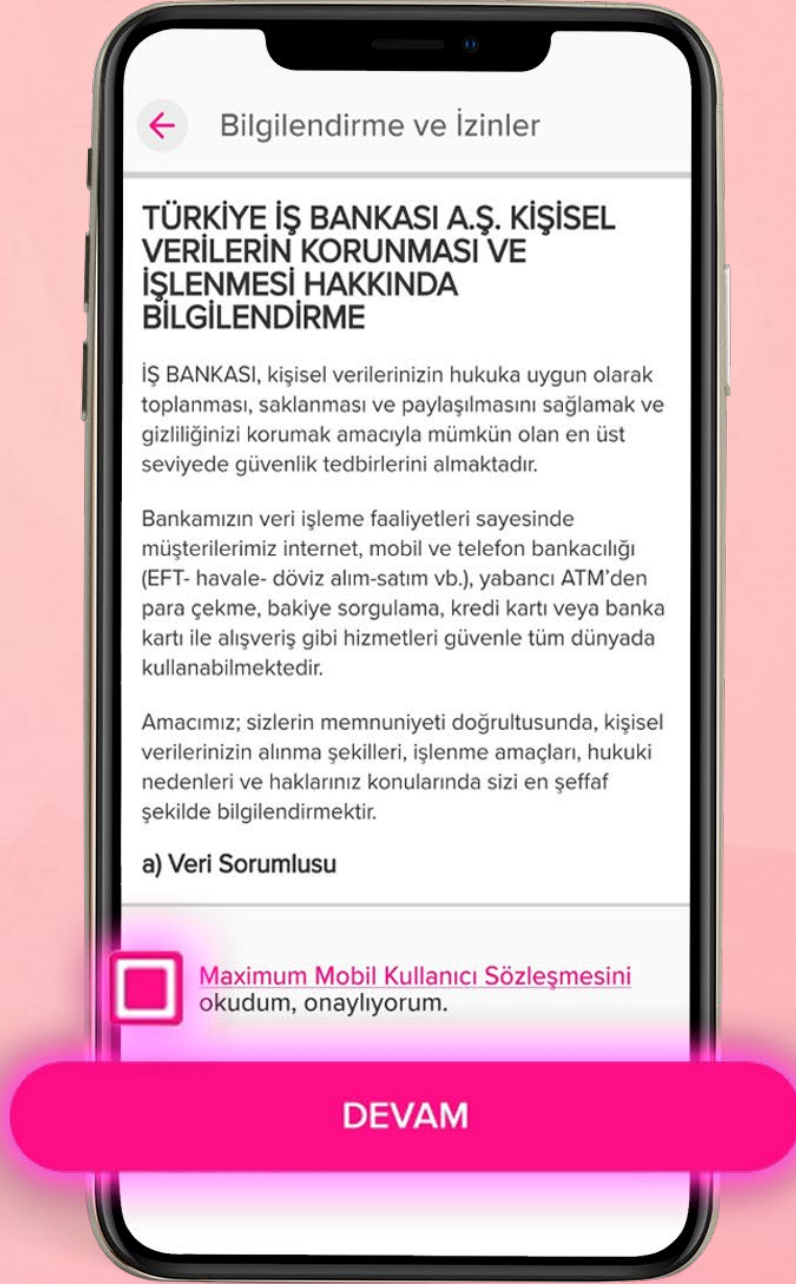 Bilgilendirme ve İzinler
TÜRKİYE İŞ BANKASI A.Ş. KİŞİSEL
VERİLERİN KORUNMASI VE
İŞLENMESİ HAKKINDA
BİLGİLENDİRME
İŞ BANKASI, kişisel verilerinizin hukuka uygun olarak
toplanması, saklanması ve paylaşılmasını sağlamak ve
gizliliğinizi korumak amacıyla mümkün olan en üst
seviyede güvenlik tedbirlerini almaktadır.
Bankamızın veri işleme faaliyetleri sayesinde
müşterilerimiz internet, mobil ve telefon bankacılığı
(EFT- havale- döviz alım-satım vb.), yabancı ATM'den
para çekme, bakiye sorgulama, kredi kartı veya banka
kartı ile alışveriş gibi hizmetleri güvenle tüm dünyada
kullanabilmektedir.
Amacımız; sizlerin memnuniyeti doğrultusunda, kişisel
verilerinizin alınma şekilleri, işlenme amaçları, hukuki
nedenleri ve haklarınız konularında sizi en şeffaf
şekilde bilgilendirmektir.
a) Veri Sorumlusu
Maximum Mobil Kullanıcı Sözleşmesini
okudum, onaylıyorum.
DEVAM